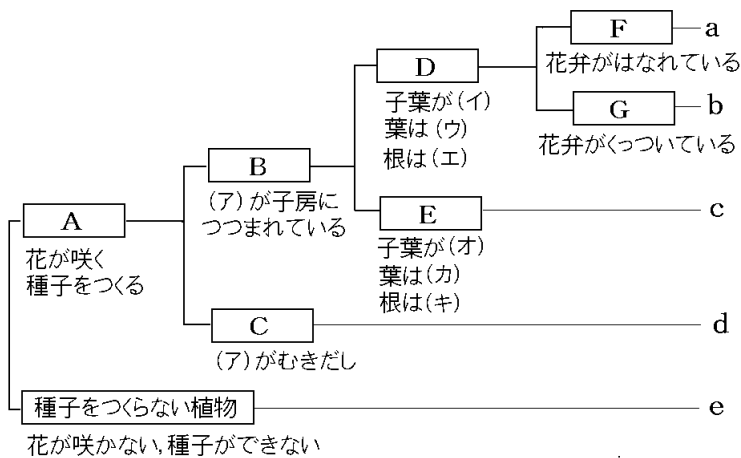 F
a
花弁がはなれている
D
子葉が(イ)
葉は(ウ)
根は(エ)
G
b
花弁がくっついている
B
(ア)が子房に
つつまれている
A
花が咲く
種子をつくる
E
c
子葉が(オ)
葉は(カ)
根は(キ)
C
d
(ア)がむきだし
種子をつくらない植物
e
花が咲かない,種子ができない